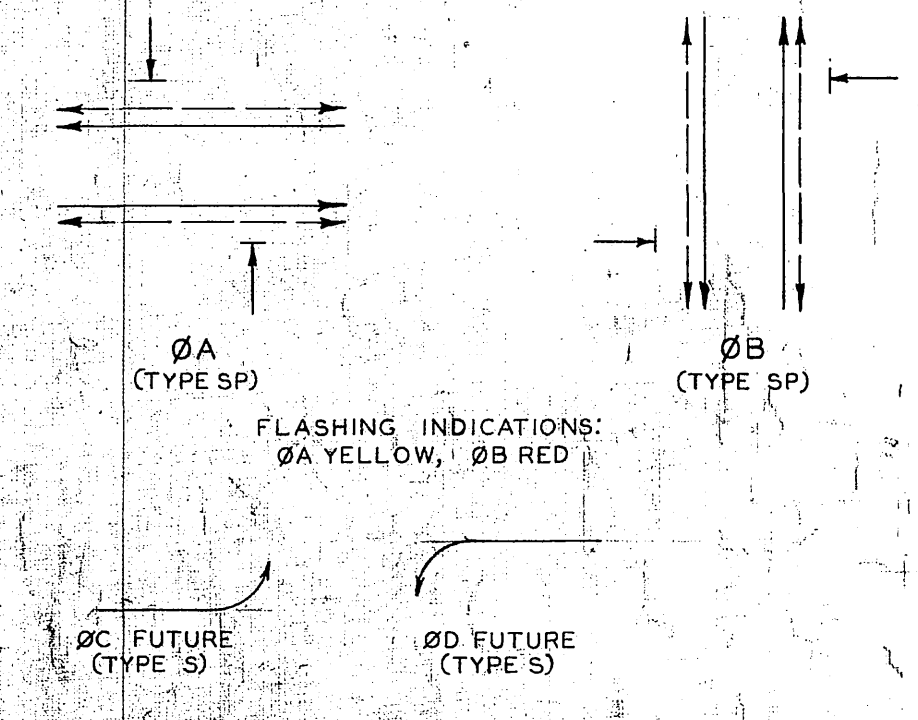 ØA
(TYPE SP)
ØB
(TYPE SP)
FLASHING INDICATIONS:
ØA YELLOW, ØB RED
ØC FUTURE
(TYPE S)
ØD FUTURE
(TYPE S)